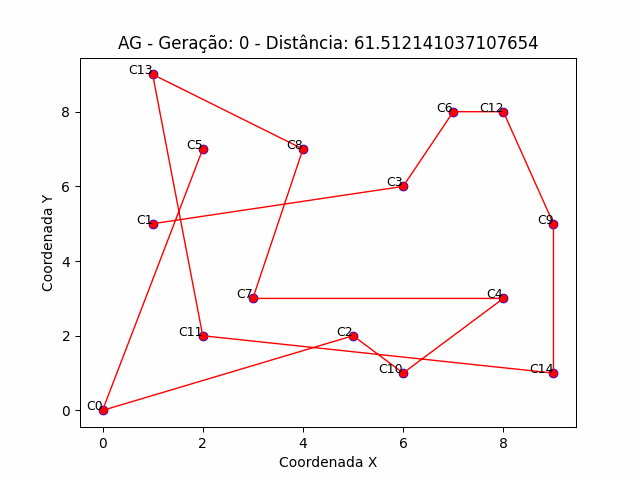 AG - Geração: 0 - Distância: 61.512141037107654
C13
C6
C12
8
C5
C8
C3
6
C1
C9
Coordenada Y
4
C7
C4
C11
C2
2
C10
C14
C0
0
0
2
4
6
8
Coordenada X